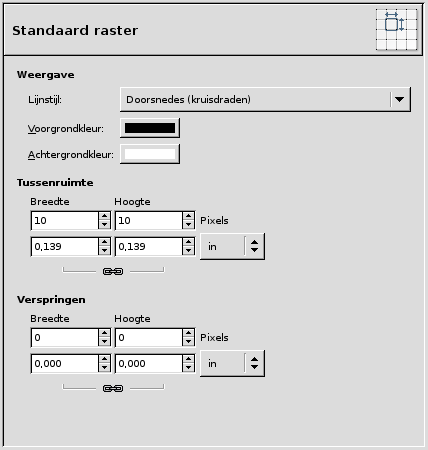 Standaard raster
Weergave
Lijnstijl: Doorsnedes (kruisdraden)
Voorgrondkleur:
Achtergrondkleur:
Tussenruimte
Breedte Hoogte
10 10 Pixels
0,139 0,139 in
Verspringen
Breedte Hoogte
0 0 Pixels
0,000 0,000 in